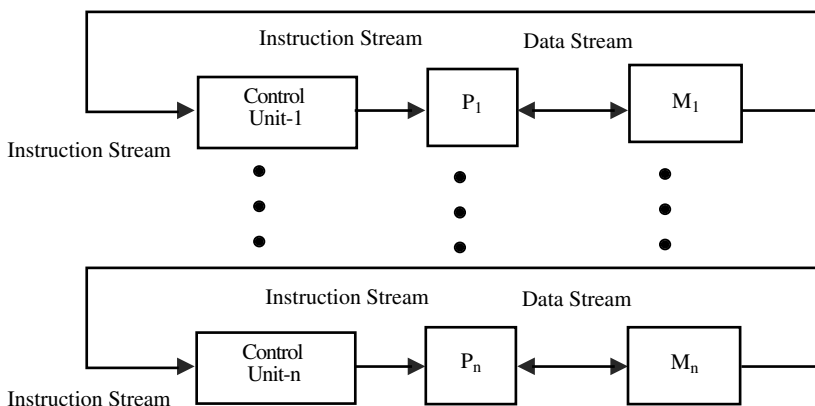 Instruction Stream Data Stream
Control
Unit-1
P₁
M₁
Instruction Stream
Instruction Stream Data Stream
Control
Unit-n
Pₙ
Mₙ
Instruction Stream